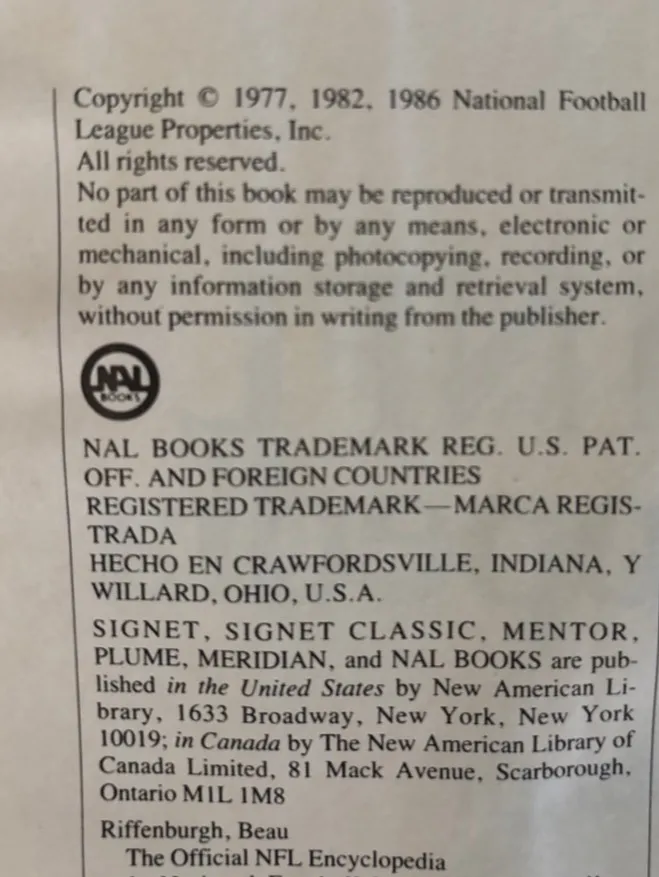 Copyright © 1977, 1982, 1986 National Football
League Properties, Inc.
All rights reserved.
No part of this book may be reproduced or transmit-
ted in any form or by any means, electronic or
mechanical, including photocopying, recording, or
by any information storage and retrieval system,
without permission in writing from the publisher.
NAL
BOOKS
NAL BOOKS TRADEMARK REG. U.S. PAT.
OFF. AND FOREIGN COUNTRIES
REGISTERED TRADEMARK—MARCA REGIS-
TRADA
HECHO EN CRAWFORDSVILLE, INDIANA, Y
WILLARD, OHIO, U.S.A.
SIGNET, SIGNET CLASSIC, MENTOR,
PLUME, MERIDIAN, and NAL BOOKS are pub-
lished in the United States by New American Li-
brary, 1633 Broadway, New York, New York
10019; in Canada by The New American Library of
Canada Limited, 81 Mack Avenue, Scarborough,
Ontario M1L 1M8
Riffenburgh, Beau
The Official NFL Encyclopedia